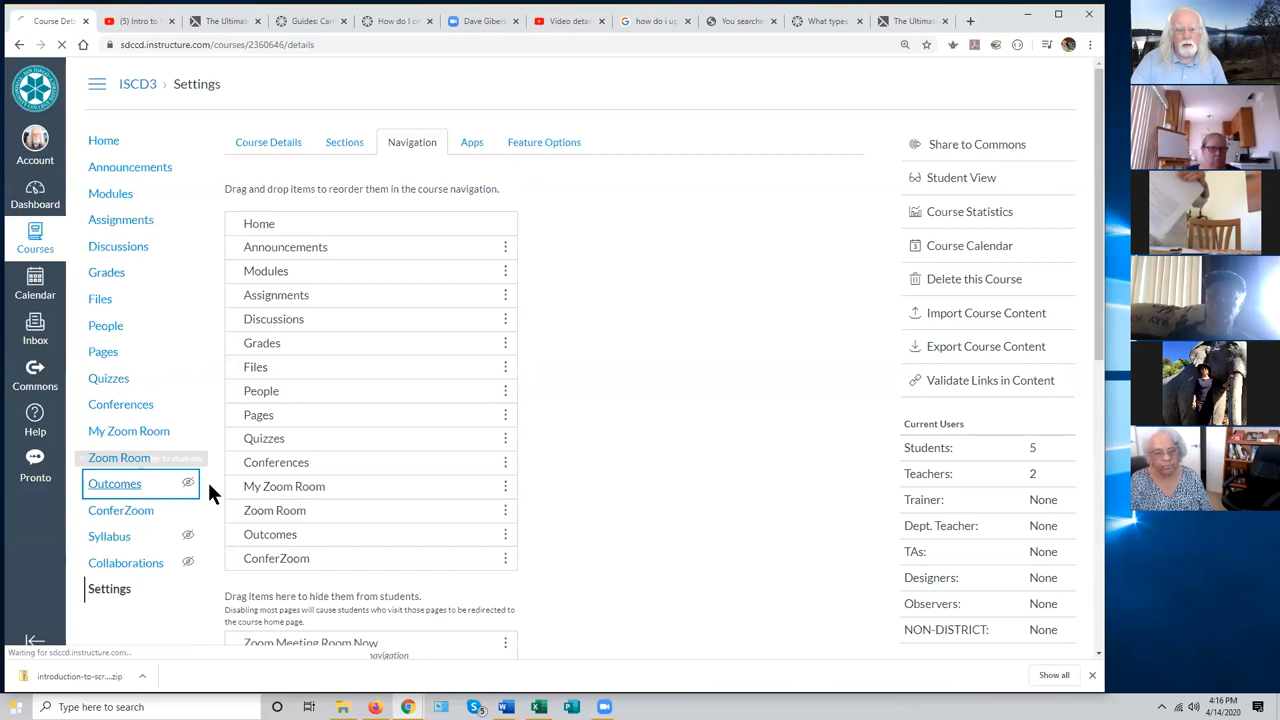 Course Det
(5) Intro to
The Ultima
Guides: Can
How do I cr
Dave Gibers
Video detai
how do i up
You searche
What types
The Ultima
sdccd.instructure.com/courses/2360646/details
ISCD3 › Settings
Account
Dashboard
Courses
Calendar
Inbox
Commons
Help
Pronto
Home
Announcements
Modules
Assignments
Discussions
Grades
Files
People
Pages
Quizzes
Conferences
My Zoom Room
Zoom Room
Outcomes
ConferZoom
Syllabus
Collaborations
Settings
Course Details
Sections
Navigation
Apps
Feature Options
Drag and drop items to reorder them in the course navigation.
Home
Announcements
Modules
Assignments
Discussions
Grades
Files
People
Pages
Quizzes
Conferences
My Zoom Room
Zoom Room
Outcomes
ConferZoom
Drag items here to hide them from students.
Disabling most pages will cause students who visit those pages to be redirected to
the course home page.
Zoom Meeting Room Now
navigation
Share to Commons
Student View
Course Statistics
Course Calendar
Delete this Course
Import Course Content
Export Course Content
Validate Links in Content
Current Users
Students: 5
Teachers: 2
Trainer: None
Dept. Teacher: None
TAs: None
Designers: None
Observers: None
NON-DISTRICT: None
Waiting for sdccd.instructure.com...
introduction-to-scr....zip
Show all
Type here to search
4:16 PM
4/14/2020